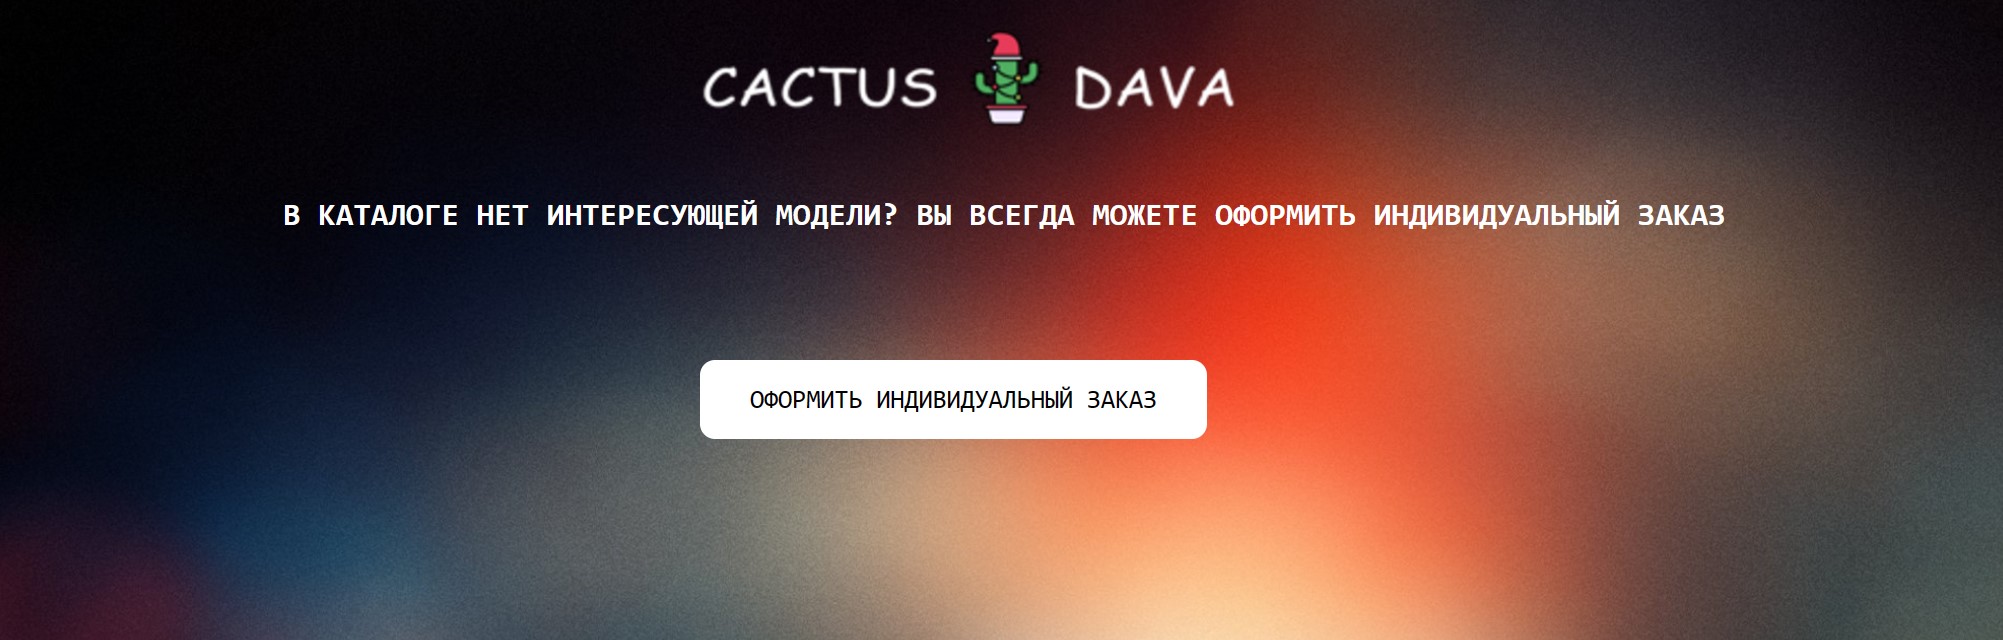 CACTUS DAVA
В КАТАЛОГЕ НЕТ ИНТЕРЕСУЮЩЕЙ МОДЕЛИ? ВЫ ВСЕГДА МОЖЕТЕ ОФОРМИТЬ ИНДИВИДУАЛЬНЫЙ ЗАКАЗ
ОФОРМИТЬ ИНДИВИДУАЛЬНЫЙ ЗАКАЗ